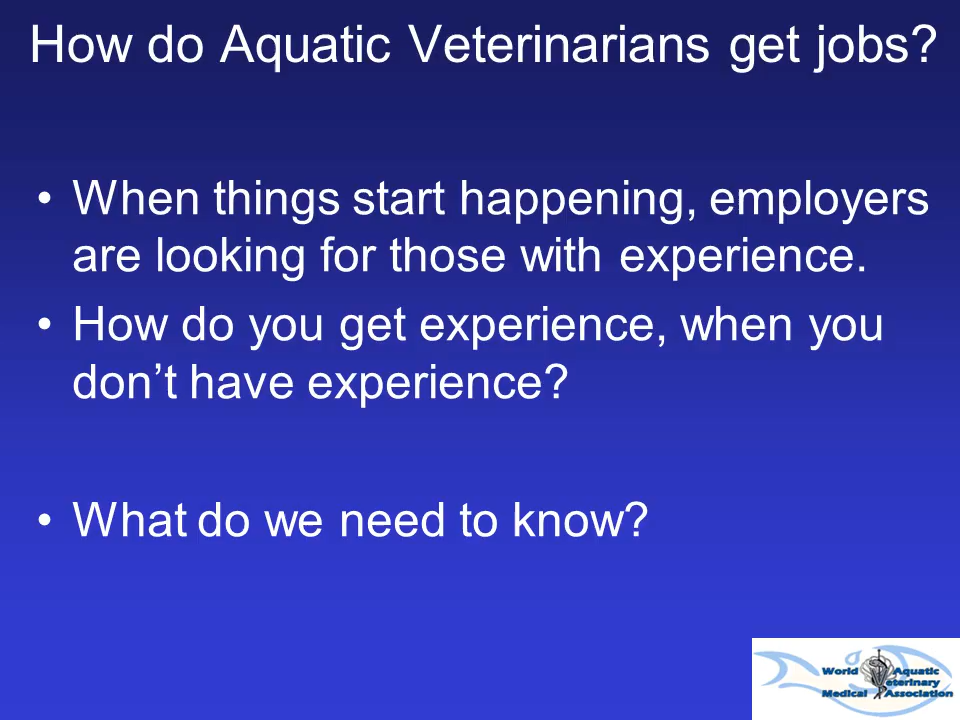 How do Aquatic Veterinarians get jobs?
• When things start happening, employers
are looking for those with experience.
• How do you get experience, when you
don’t have experience?
• What do we need to know?
World Aquatic
Veterinary
Medical Association